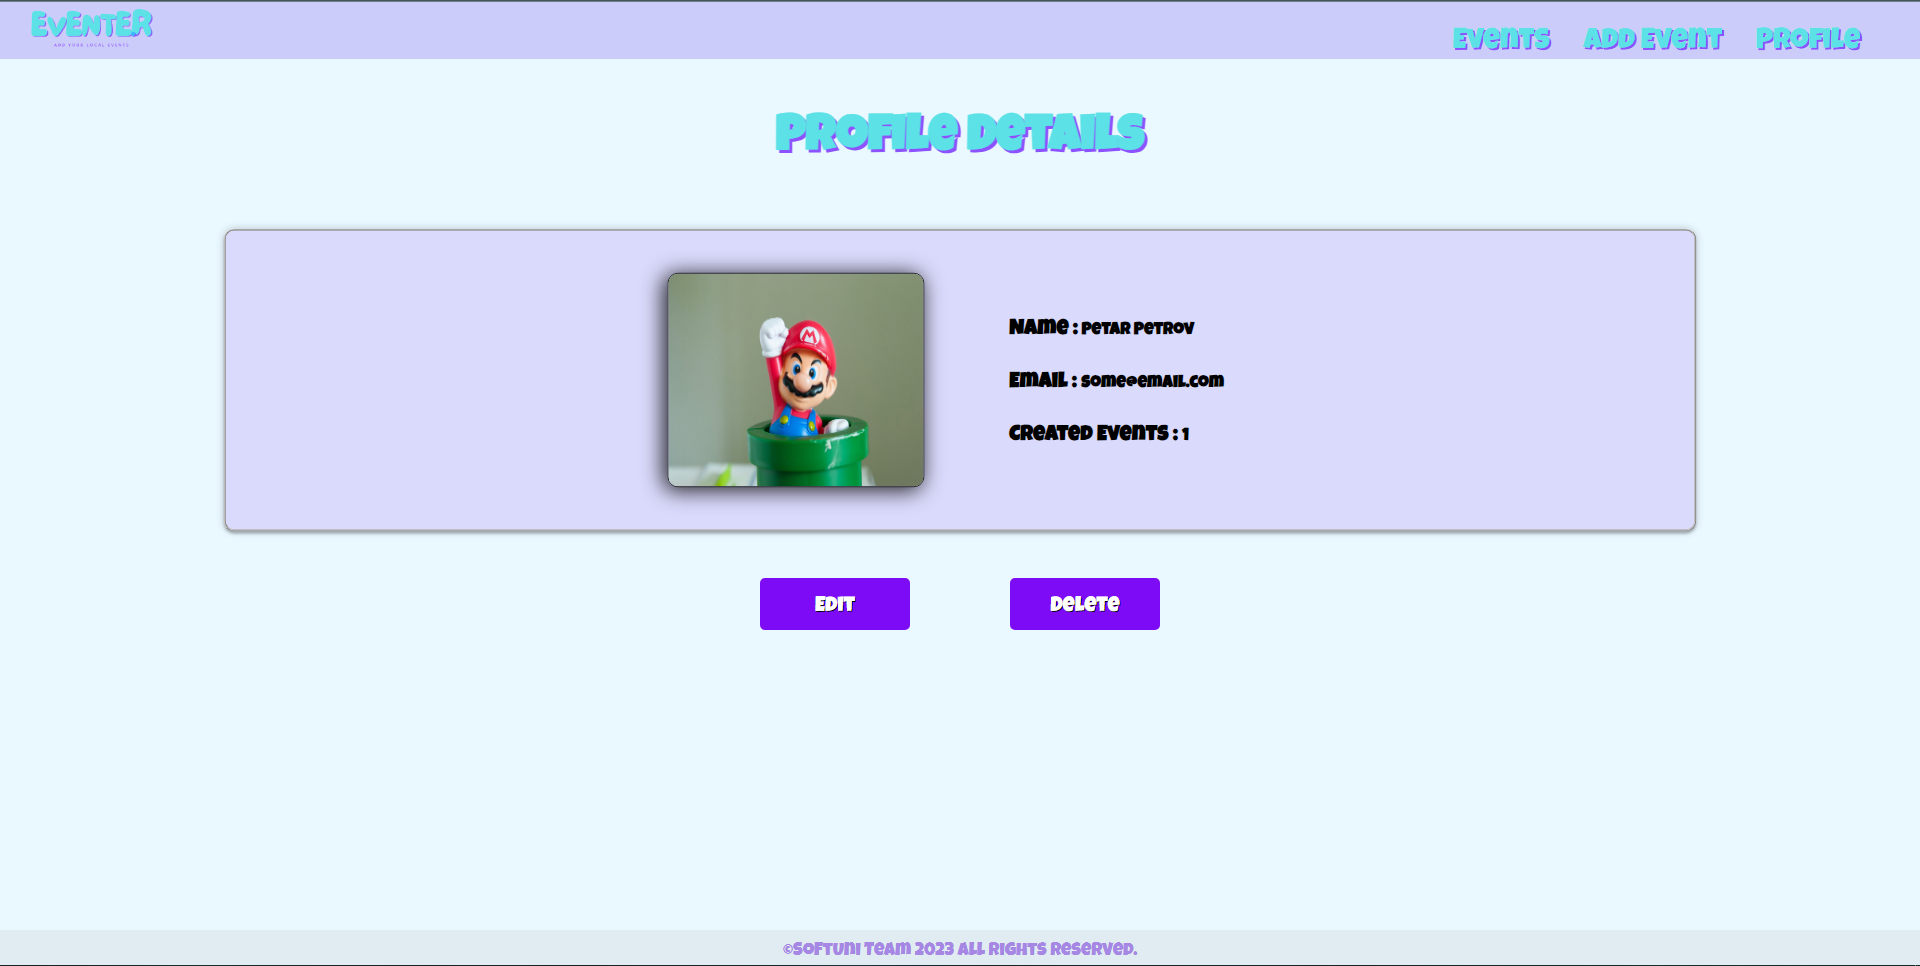 EVENTER
ADD YOUR LOCAL EVENTS
Events Add Event Profile
Profile Details
Name : Petar Petrov
Email : some@email.com
Created Events : 1
Edit Delete
©SoftUni Team 2023 All rights reserved.